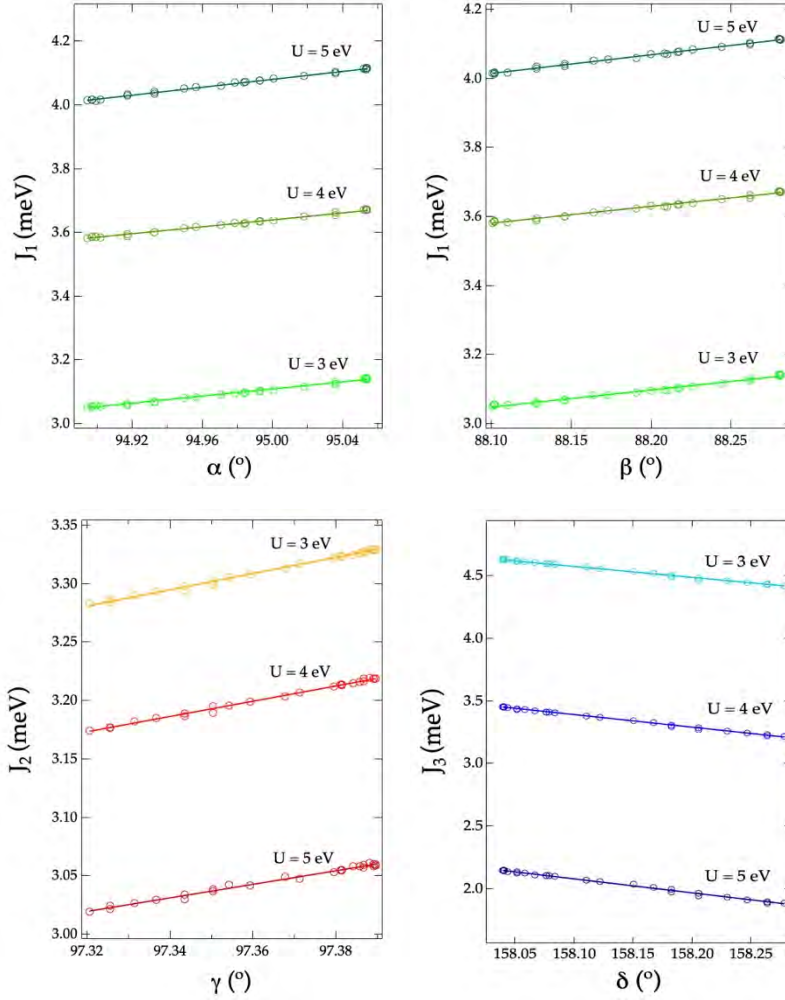 4.2
U = 5 eV
4.0
3.8
U = 4 eV
3.6
3.4
3.2
U = 3 eV
3.0
J₁ (meV)
94.92 94.96 95.00 95.04
α (°)
4.2
U = 5 eV
4.0
3.8
U = 4 eV
3.6
3.4
3.2
U = 3 eV
3.0
J₁ (meV)
88.10 88.15 88.20 88.25
β (°)
3.35
U = 3 eV
3.30
3.25
U = 4 eV
3.20
3.15
3.10
U = 5 eV
3.05
3.00
J₂ (meV)
97.32 97.34 97.36 97.38
γ (°)
U = 3 eV
4.5
4.0
U = 4 eV
3.5
3.2
2.5
U = 5 eV
2.0
J₃ (meV)
158.05 158.10 158.15 158.20 158.25
δ (°)